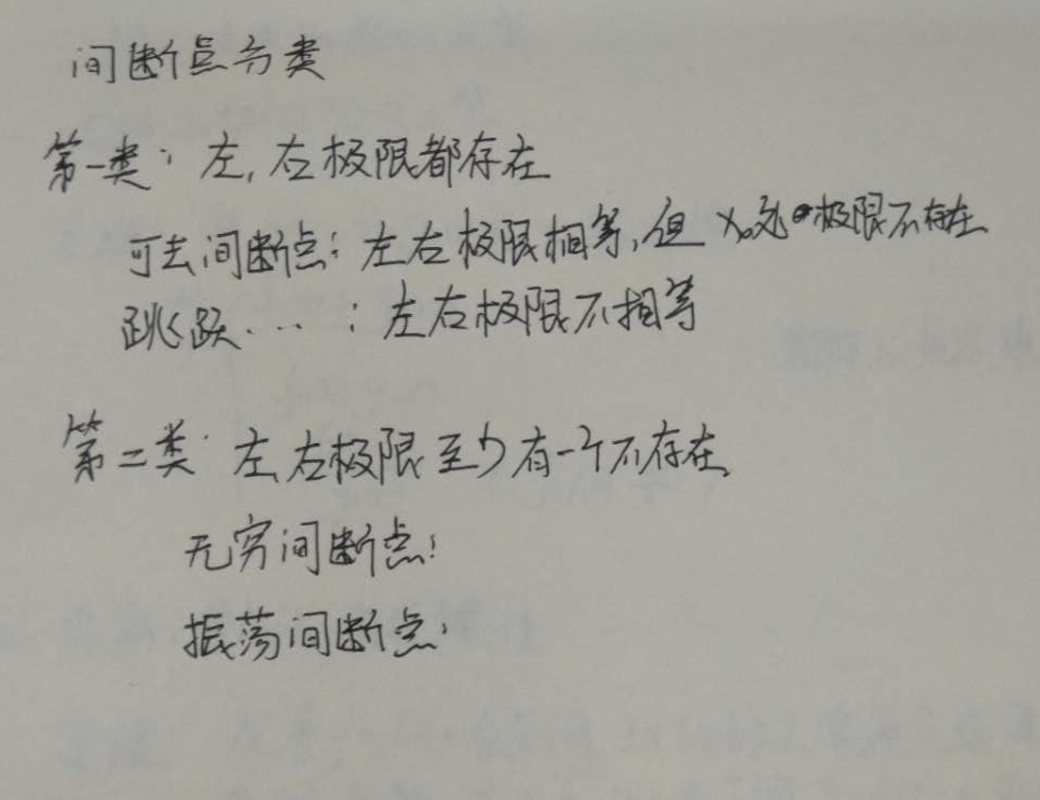 间断点分类
第一类：左,右极限都存在
可去间断点：左右极限相等,但 x₀处极限不存在
跳跃……：左右极限不相等
第二类：左,右极限至少有一个不存在
无穷间断点：
振荡间断点：